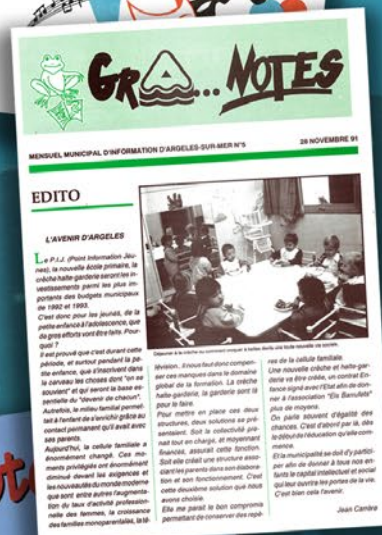 GRA... NOTES
MENSUEL MUNICIPAL D'INFORMATION D'ARGELES-SUR-MER N°5
28 NOVEMBRE 91
EDITO
L'AVENIR D'ARGELES
Le P.I.J. (Point Information Jeu-
nes), la nouvelle école primaire, la
crèche halte-garderie seront les in-
vestissements parmi les plus im-
portants des budgets municipaux
de 1992 et 1993.
C'est donc pour les jeunes, de la
petite enfance à l'adolescence, que
de gros efforts vont être faits. Pour-
quoi ?
Il est prouvé que c'est durant cette
période, et surtout pendant la pe-
tite enfance, que s'inscrivent dans
le cerveau les choses dont "on se
souvient" et qui seront la base es-
sentielle du "devenir de chacun".
Autrefois, le milieu familial permet-
tait à l'enfant de s'enrichir grâce au
contact permanent qu'il avait avec
ses parents.
Aujourd'hui, la cellule familiale a
énormément changé. Ces mo-
ments privilégiés ont énormément
diminué devant les exigences et
les nouveautés du monde moderne
que sont entre autres l'augmenta-
tion du taux d'activité profession-
nelle des femmes, la croissance
des familles monoparentales, la té-
Déjeuner à la crèche ou comment croquer à belles dents une toute nouvelle vie sociale.
lévision...Il nous faut donc compen-
ser ces manques dans le domaine
global de la formation. La crèche
halte-garderie, la garderie sont là
pour le faire.
Pour mettre en place ces deux
structures, deux solutions se pré-
sentaient. Soit la collectivité pre-
nait tout en charge, et moyennant
finances, assurait cette fonction.
Soit elle créait une structure asso-
ciant les parents dans son élabora-
tion et son fonctionnement. C'est
cette deuxième solution que nous
avons choisie.
Elle me parait le bon compromis
permettant de conserver des repè-
res de la cellule familiale.
Une nouvelle crèche et halte-gar-
derie va être créée, un contrat En-
fance signé avec l'Etat afin de don-
ner à l'association "Els Barrufets"
plus de moyens.
On parle souvent d'égalité des
chances. C'est d'abord par là, dès
le début de l'éducation qu'elle com-
mence.
Et la municipalité se doit d'y partici-
per afin de donner à tous nos en-
fants le capital intellectuel et social
qui leur ouvrira les portes de la vie.
C'est bien cela l'avenir.
Jean Carrère